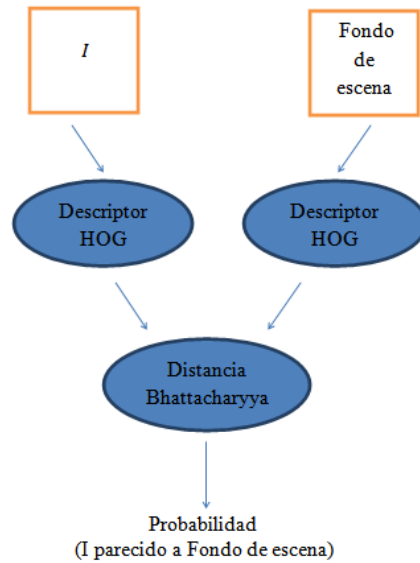 I
Fondo
de
escena
Descriptor
HOG
Descriptor
HOG
Distancia
Bhattacharyya
Probabilidad
(I parecido a Fondo de escena)